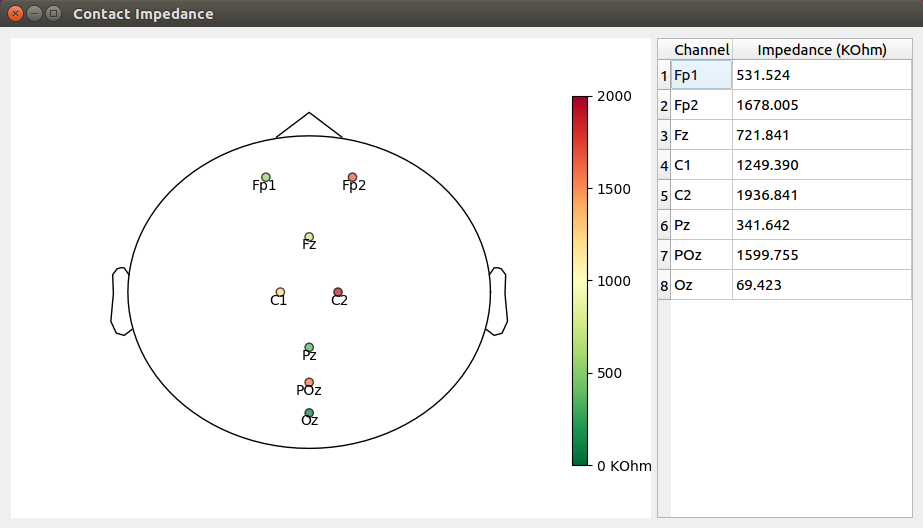 Contact Impedance
Fp1 Fp2
Fz
C1 C2
Pz
POz
Oz
2000
1500
1000
500
0 KOhm
Channel Impedance (KOhm)
1 Fp1 531.524
2 Fp2 1678.005
3 Fz 721.841
4 C1 1249.390
5 C2 1936.841
6 Pz 341.642
7 POz 1599.755
8 Oz 69.423